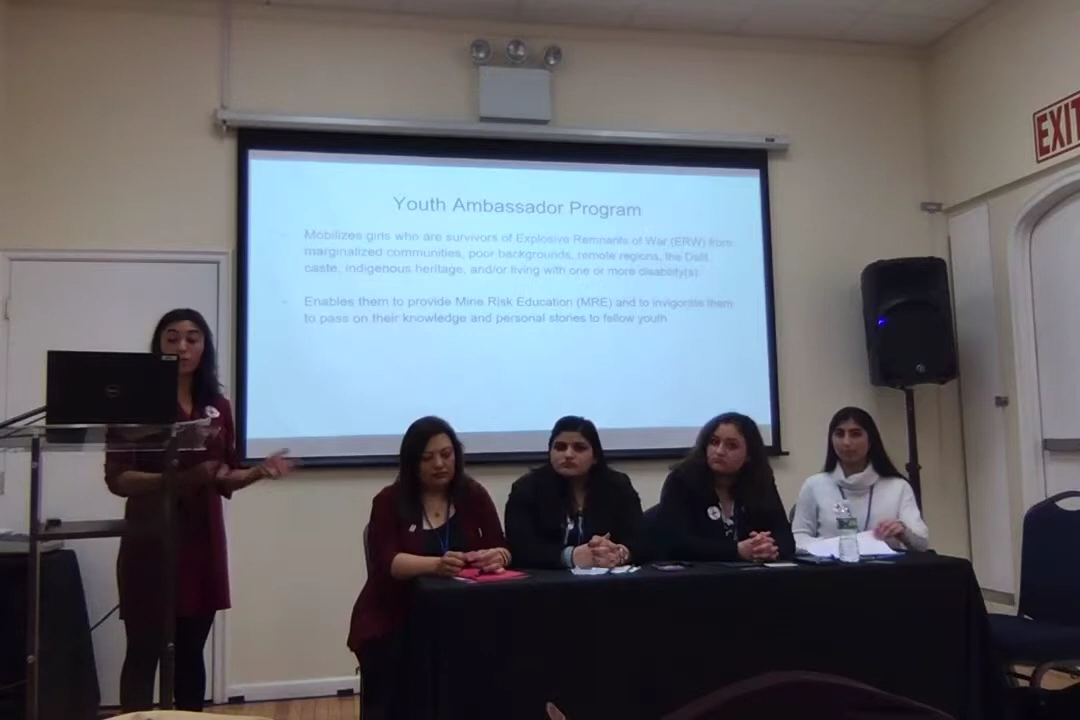 Youth Ambassador Program
- Mobilizes girls who are survivors of Explosive Remnants of War (ERW) from
marginalized communities, poor backgrounds, remote regions, the Dalit
caste, indigenous heritage, and/or living with one or more disability(s)
- Enables them to provide Mine Risk Education (MRE) and to invigorate them
to pass on their knowledge and personal stories to fellow youth
EXIT
DELL